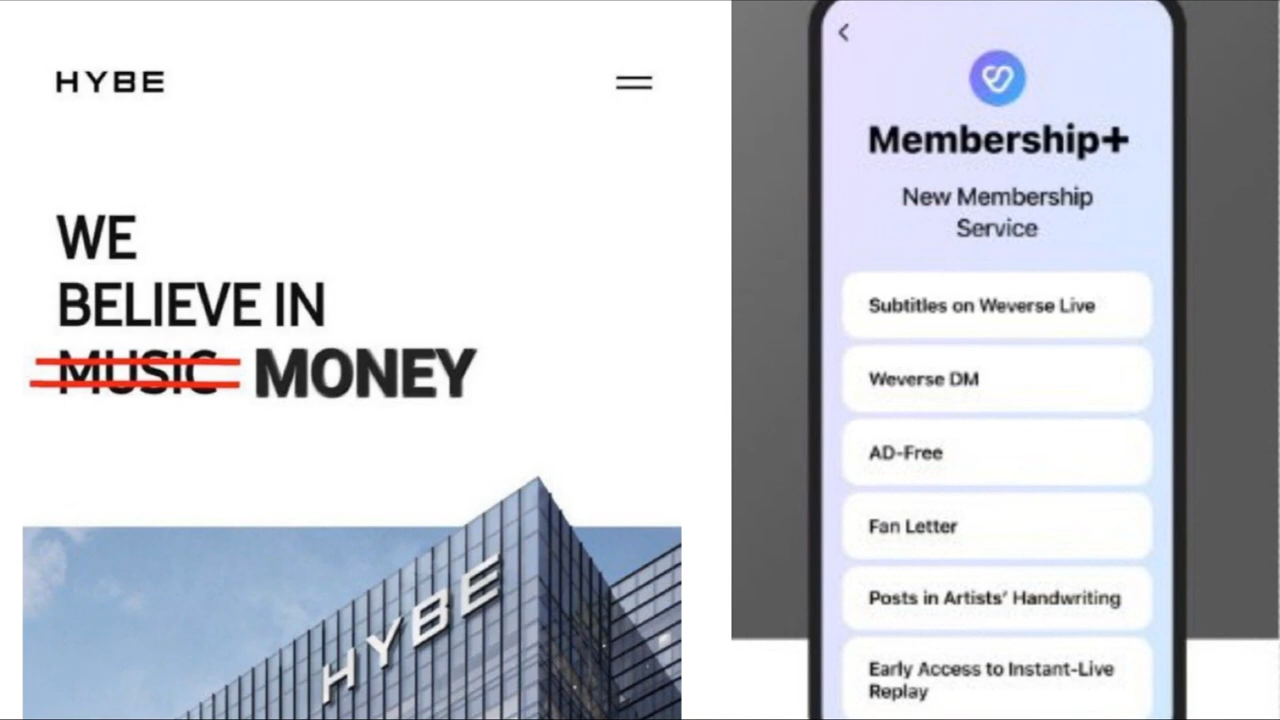 HYBE
WE
BELIEVE IN
MUSIC MONEY
HYBE
Membership+
New Membership
Service
Subtitles on Weverse Live
Weverse DM
AD-Free
Fan Letter
Posts in Artists' Handwriting
Early Access to Instant-Live
Replay